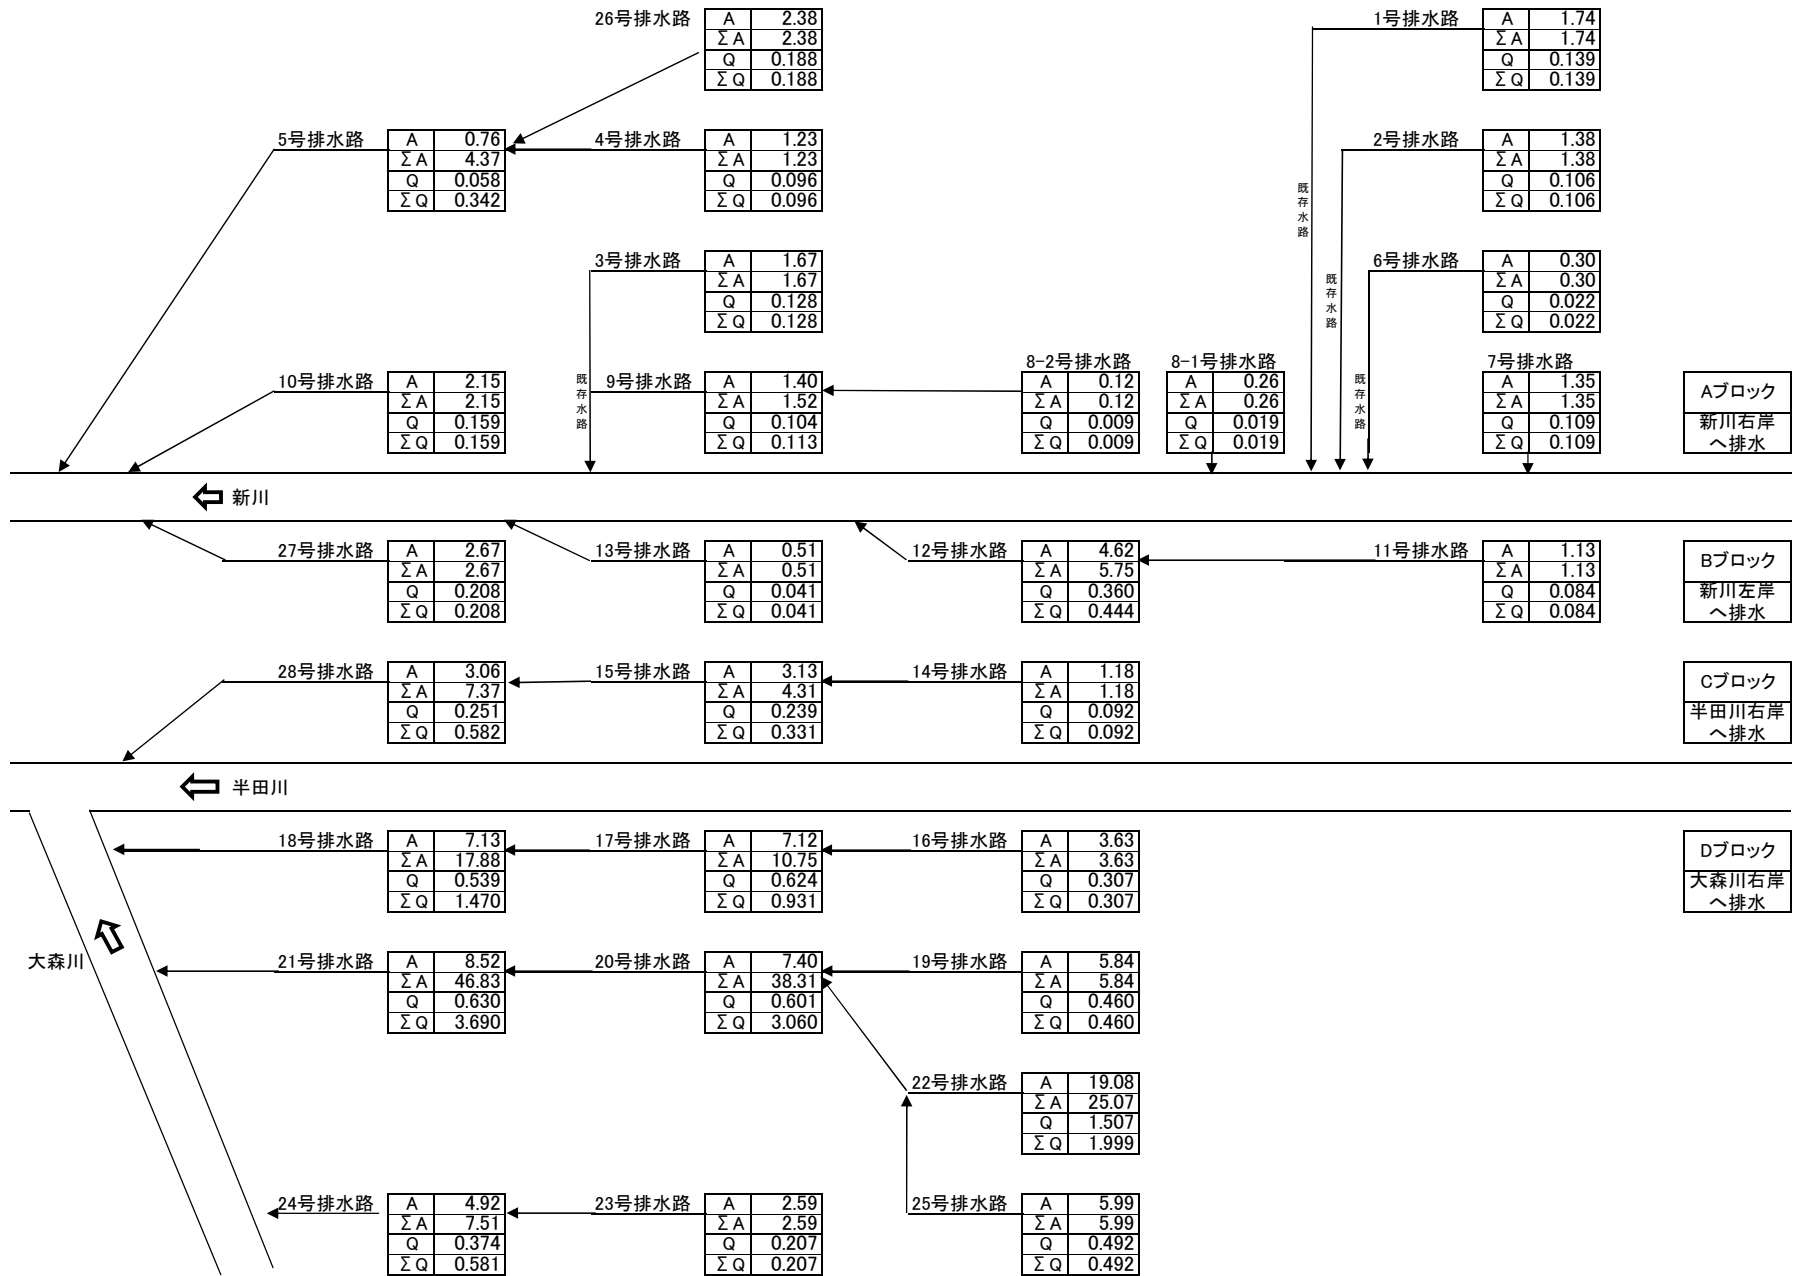 26号排水路
A 2.38
ΣA 2.38
Q 0.188
ΣQ 0.188
1号排水路
A 1.74
ΣA 1.74
Q 0.139
ΣQ 0.139
5号排水路
A 0.76
ΣA 4.37
Q 0.058
ΣQ 0.342
4号排水路
A 1.23
ΣA 1.23
Q 0.096
ΣQ 0.096
2号排水路
A 1.38
ΣA 1.38
Q 0.106
ΣQ 0.106
既存水路
3号排水路
A 1.67
ΣA 1.67
Q 0.128
ΣQ 0.128
既存水路
6号排水路
A 0.30
ΣA 0.30
Q 0.022
ΣQ 0.022
10号排水路
A 2.15
ΣA 2.15
Q 0.159
ΣQ 0.159
既存水路
9号排水路
A 1.40
ΣA 1.52
Q 0.104
ΣQ 0.113
8-2号排水路
A 0.12
ΣA 0.12
Q 0.009
ΣQ 0.009
8-1号排水路
A 0.26
ΣA 0.26
Q 0.019
ΣQ 0.019
既存水路
7号排水路
A 1.35
ΣA 1.35
Q 0.109
ΣQ 0.109
Aブロック
新川右岸
へ排水
新川
27号排水路
A 2.67
ΣA 2.67
Q 0.208
ΣQ 0.208
13号排水路
A 0.51
ΣA 0.51
Q 0.041
ΣQ 0.041
12号排水路
A 4.62
ΣA 5.75
Q 0.360
ΣQ 0.444
11号排水路
A 1.13
ΣA 1.13
Q 0.084
ΣQ 0.084
Bブロック
新川左岸
へ排水
28号排水路
A 3.06
ΣA 7.37
Q 0.251
ΣQ 0.582
15号排水路
A 3.13
ΣA 4.31
Q 0.239
ΣQ 0.331
14号排水路
A 1.18
ΣA 1.18
Q 0.092
ΣQ 0.092
Cブロック
半田川右岸
へ排水
半田川
18号排水路
A 7.13
ΣA 17.88
Q 0.539
ΣQ 1.470
17号排水路
A 7.12
ΣA 10.75
Q 0.624
ΣQ 0.931
16号排水路
A 3.63
ΣA 3.63
Q 0.307
ΣQ 0.307
Dブロック
大森川右岸
へ排水
大森川
21号排水路
A 8.52
ΣA 46.83
Q 0.630
ΣQ 3.690
20号排水路
A 7.40
ΣA 38.31
Q 0.601
ΣQ 3.060
19号排水路
A 5.84
ΣA 5.84
Q 0.460
ΣQ 0.460
22号排水路
A 19.08
ΣA 25.07
Q 1.507
ΣQ 1.999
24号排水路
A 4.92
ΣA 7.51
Q 0.374
ΣQ 0.581
23号排水路
A 2.59
ΣA 2.59
Q 0.207
ΣQ 0.207
25号排水路
A 5.99
ΣA 5.99
Q 0.492
ΣQ 0.492